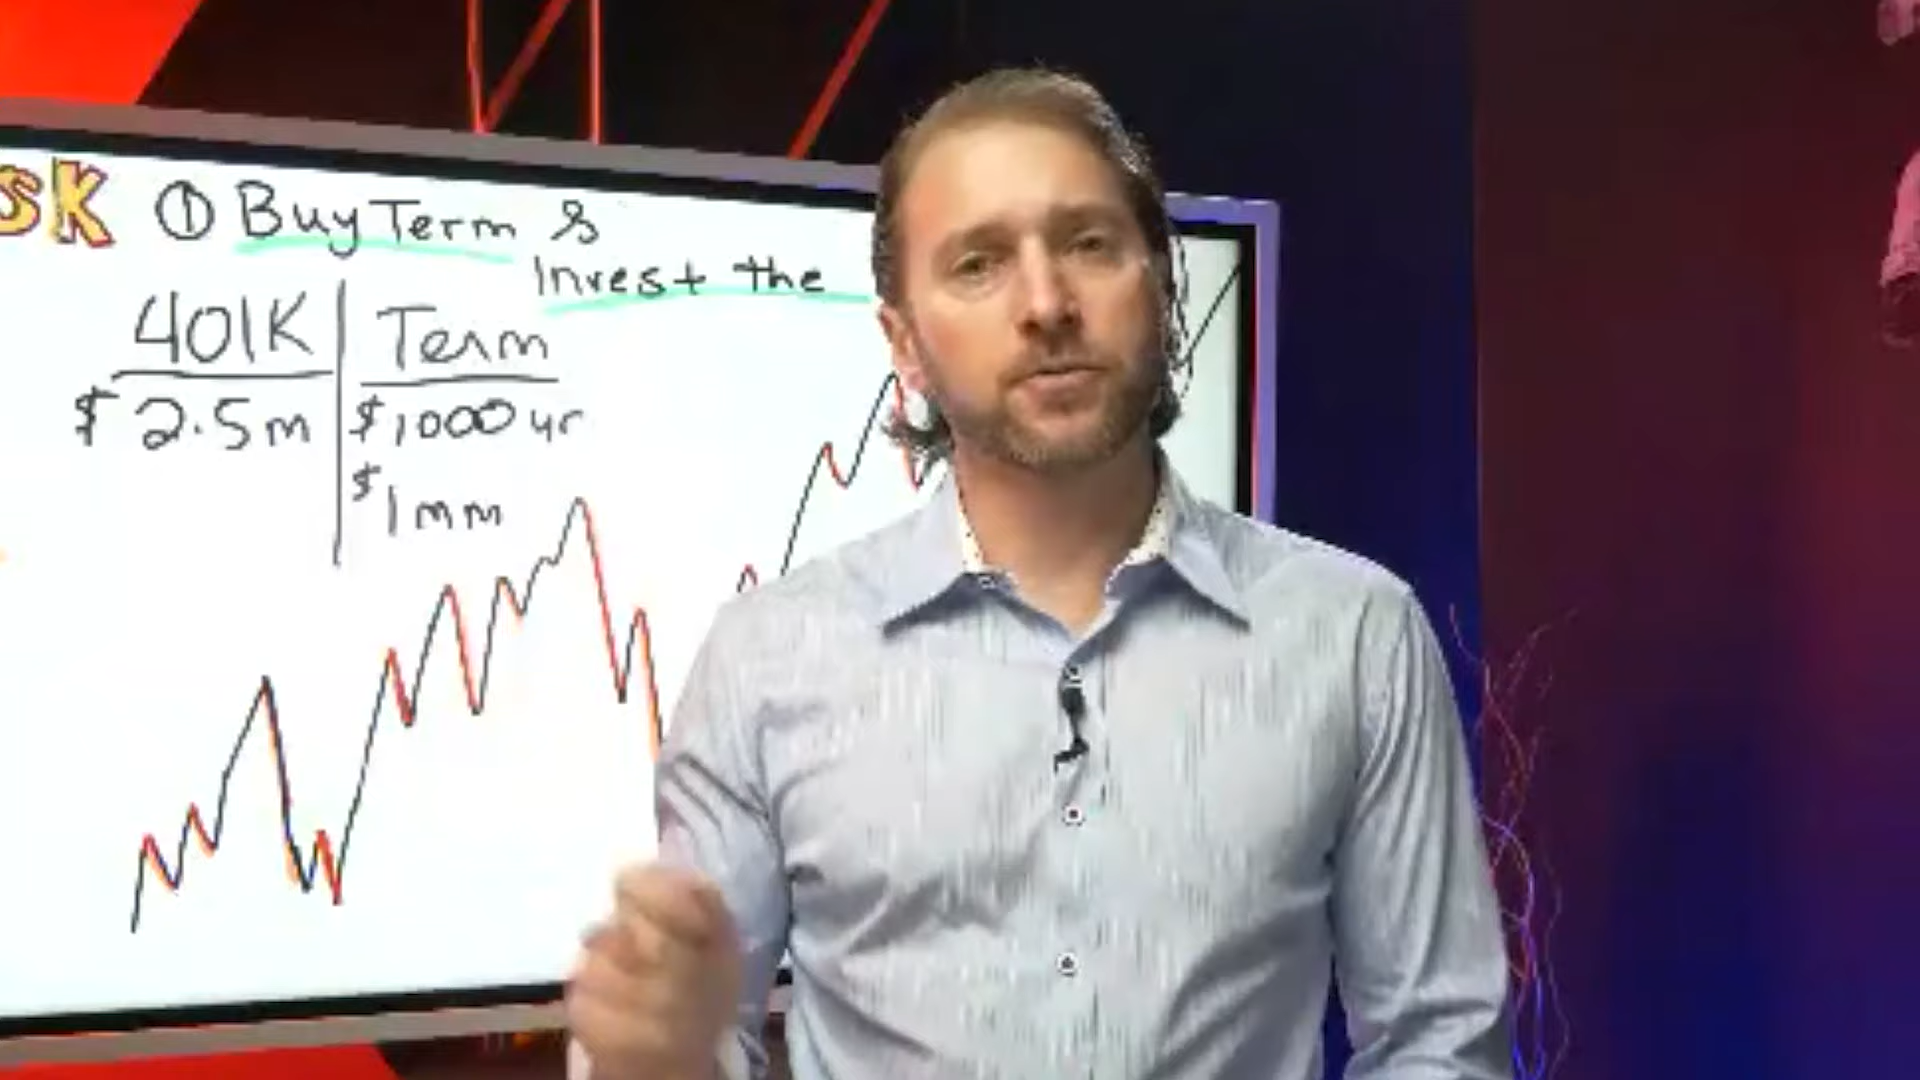 SK ① Buy Term &
Invest the
401K Term
$2.5m $1000 yr
$1mm